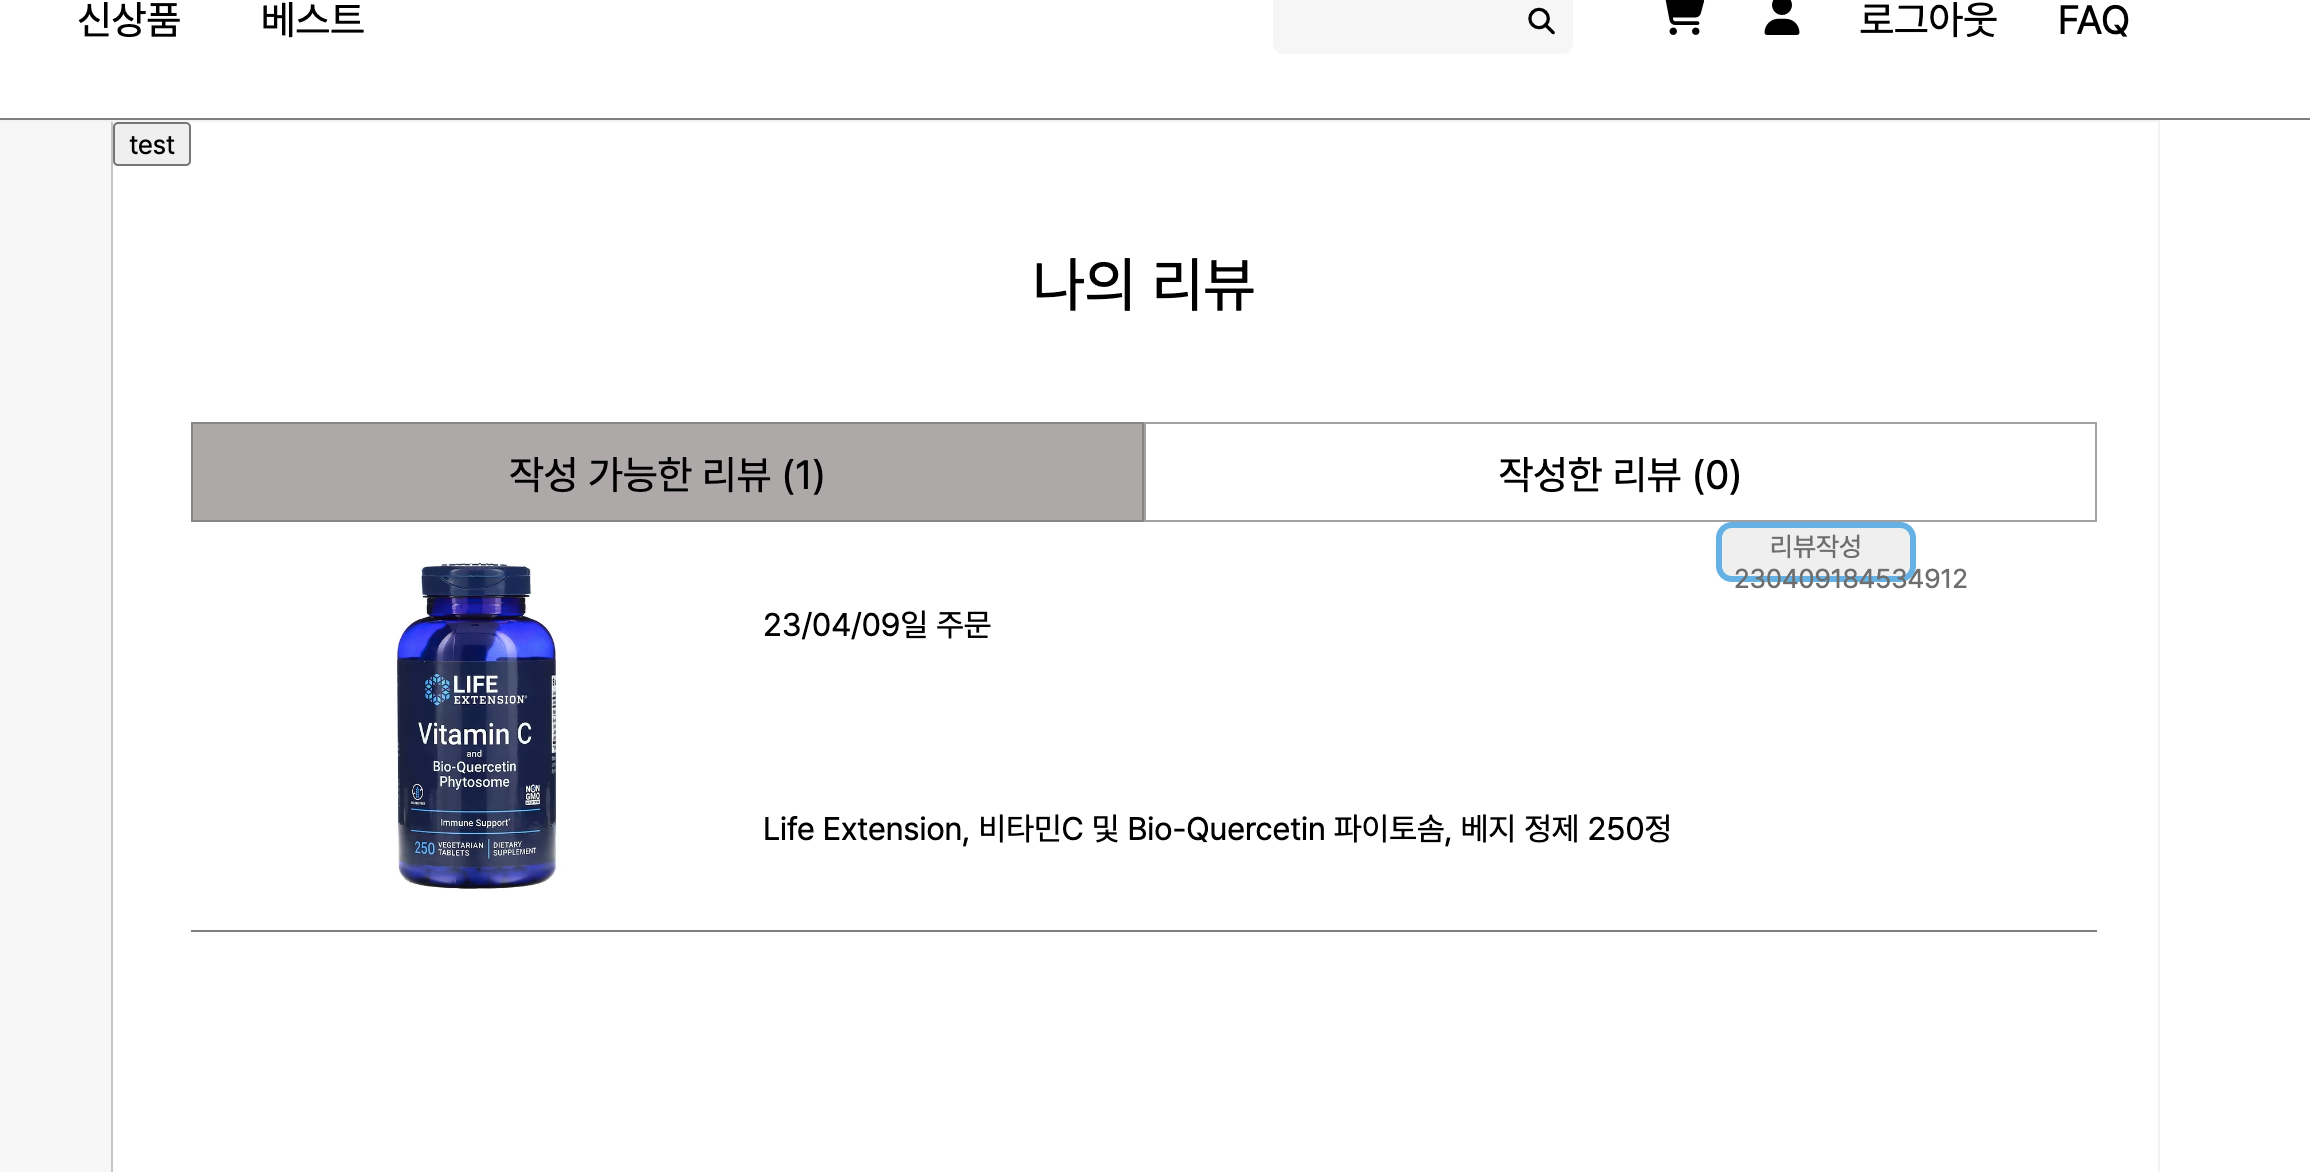 신상품 베스트 로그아웃 FAQ
test
나의 리뷰
작성 가능한 리뷰 (1) 작성한 리뷰 (0)
리뷰작성
230409184534912
23/04/09일 주문
LIFE
EXTENSION
Vitamin C
and
Bio-Quercetin
Phytosome
NON
GMO
Immune Support*
250 VEGETARIAN TABLETS DIETARY SUPPLEMENT
Life Extension, 비타민C 및 Bio-Quercetin 파이토솜, 베지 정제 250정